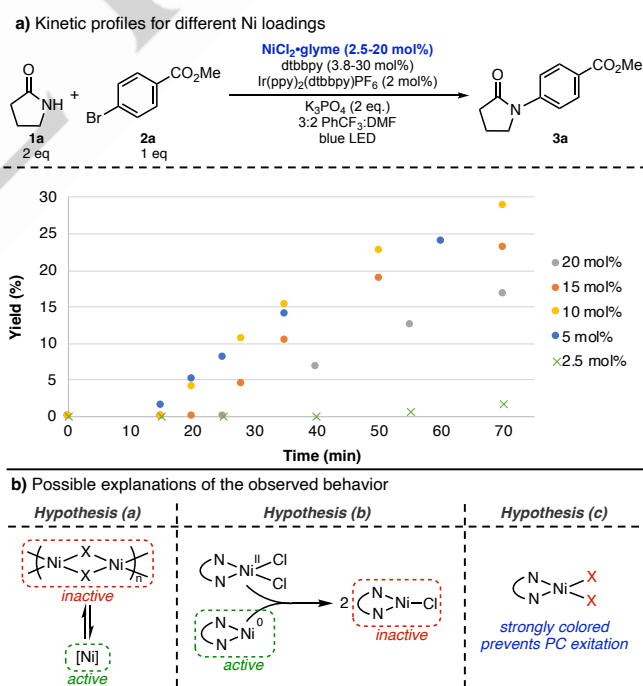 a) Kinetic profiles for different Ni loadings
NiCl2•glyme (2.5-20 mol%)
dtbbpy (3.8-30 mol%)
Ir(ppy)2(dtbbpy)PF6 (2 mol%)
K3PO4 (2 eq.)
3:2 PhCF3:DMF
blue LED
O
NH
1a
2 eq
+
CO2Me
Br
2a
1 eq
O
N
CO2Me
3a
30
25
20
15
10
5
0
Yield (%)
0 10 20 30 40 50 60 70
Time (min)
20 mol%
15 mol%
10 mol%
5 mol%
2.5 mol%
b) Possible explanations of the observed behavior
Hypothesis (a)
Ni X X Ni n
inactive
[Ni]
active
Hypothesis (b)
N N Ni II Cl Cl
N N Ni 0
active
2 N N Ni Cl
inactive
Hypothesis (c)
N N Ni X X
strongly colored
prevents PC exitation